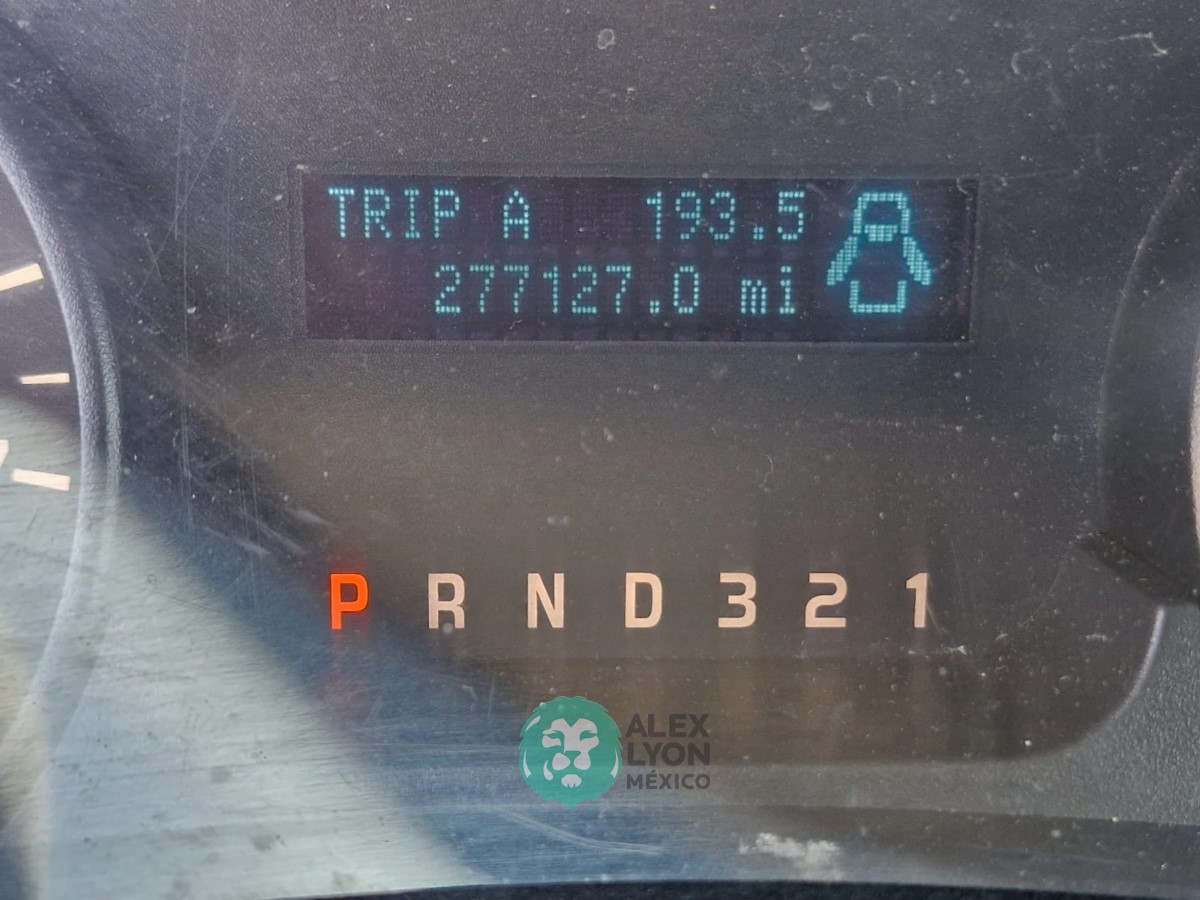 TRIP A 193.5
277127.0 mi
P R N D 3 2 1
ALEX
LYON
MÉXICO